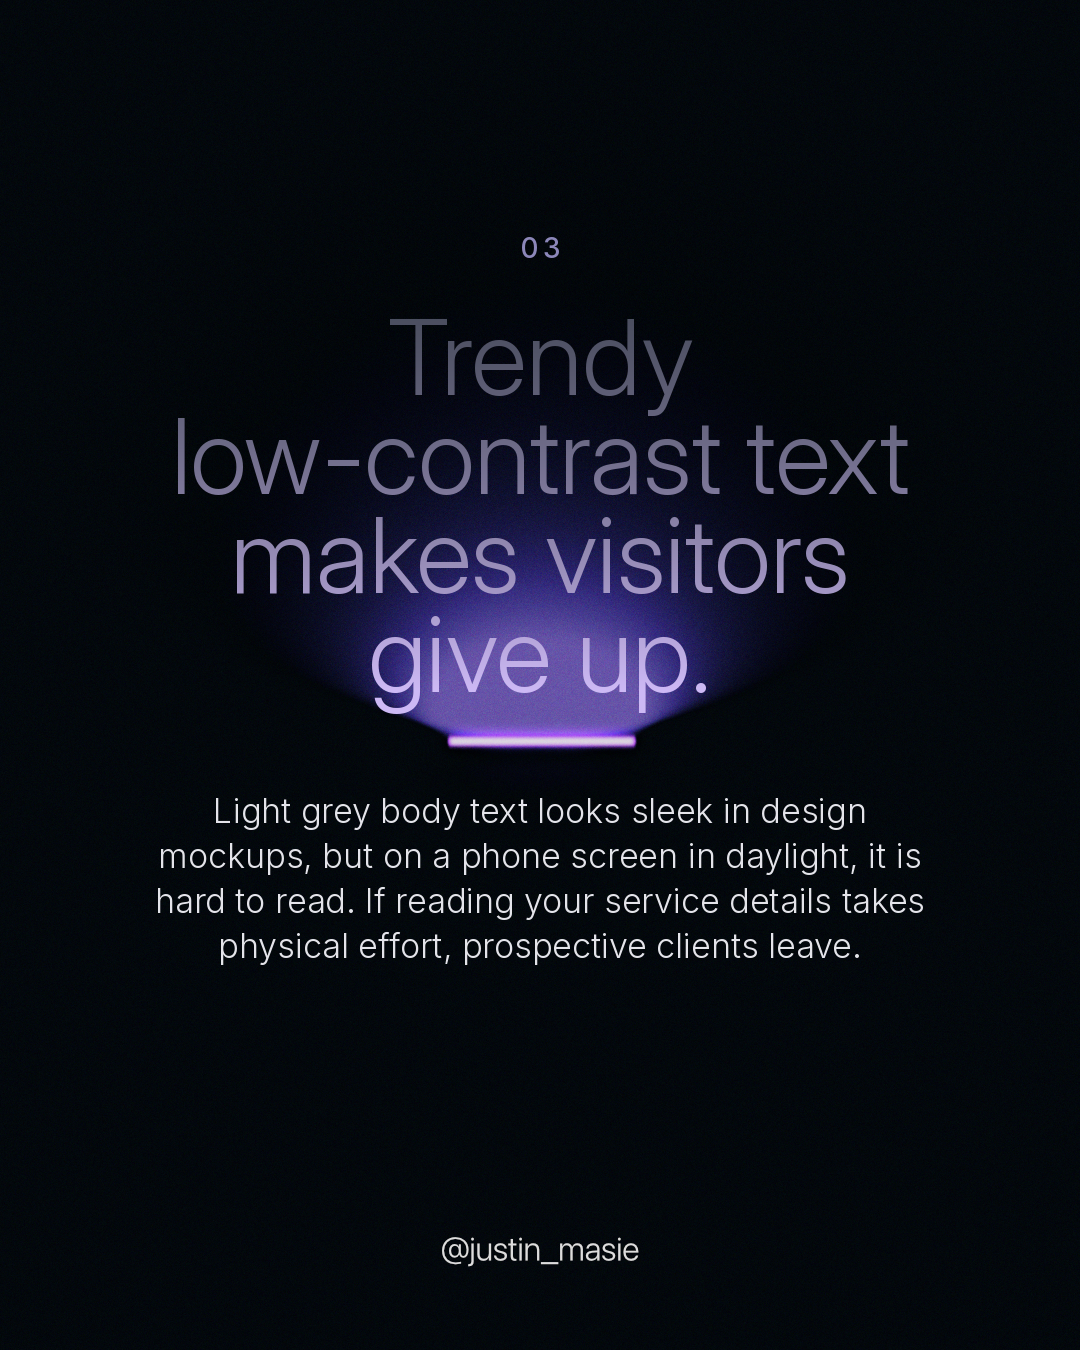 03
Trendy
low-contrast text
makes visitors
give up.
Light grey body text looks sleek in design
mockups, but on a phone screen in daylight, it is
hard to read. If reading your service details takes
physical effort, prospective clients leave.
@justin_masie